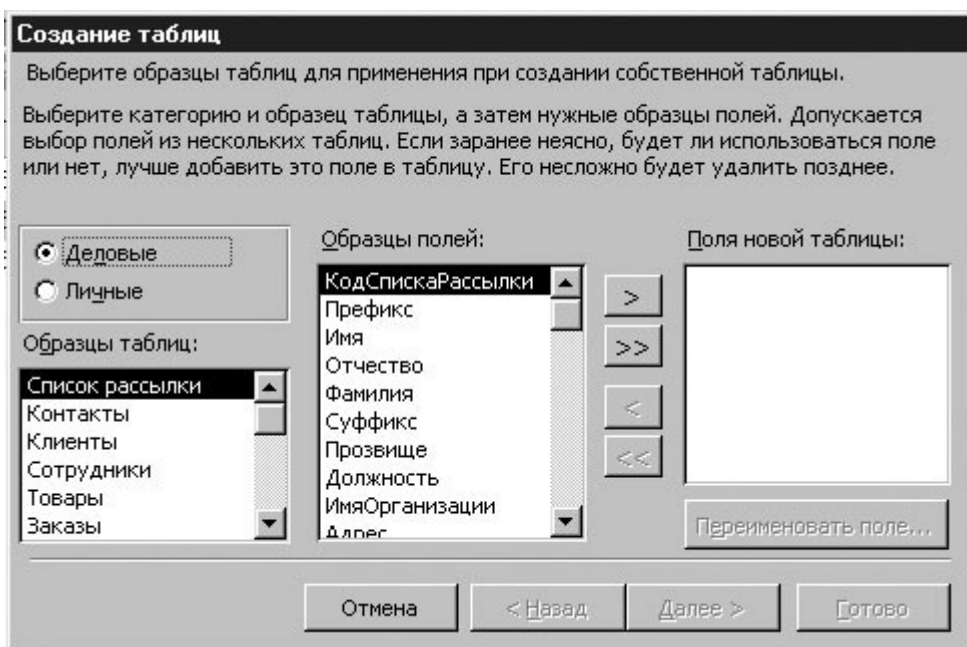 Создание таблиц
Выберите образцы таблиц для применения при создании собственной таблицы.
Выберите категорию и образец таблицы, а затем нужные образцы полей. Допускается
выбор полей из нескольких таблиц. Если заранее неясно, будет ли использоваться поле
или нет, лучше добавить это поле в таблицу. Его несложно будет удалить позднее.
Деловые
Личные
Образцы таблиц:
Список рассылки
Контакты
Клиенты
Сотрудники
Товары
Заказы
Образцы полей:
КодСпискаРассылки
Префикс
Имя
Отчество
Фамилия
Суффикс
Прозвище
Должность
ИмяОрганизации
Адрес
>
>>
<
<<
Поля новой таблицы:
Переименовать поле...
Отмена
< Назад
Далее >
Готово